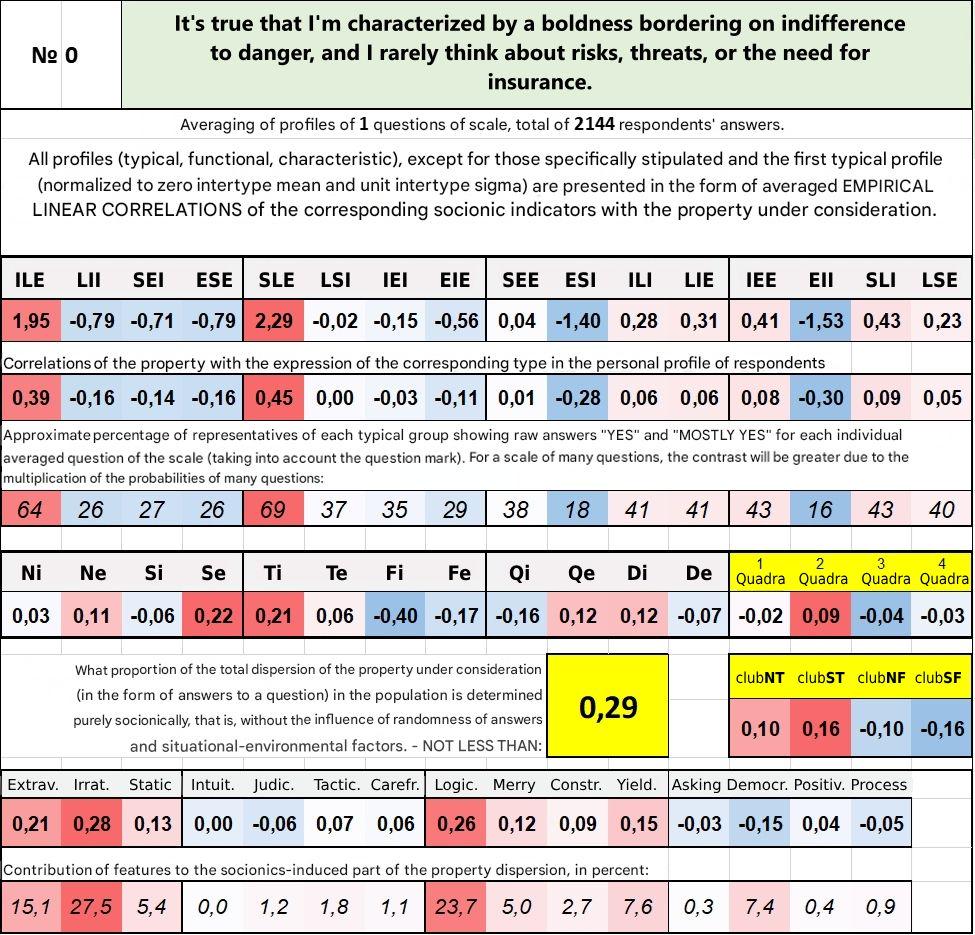 № 0
It's true that I'm characterized by a boldness bordering on indifference
to danger, and I rarely think about risks, threats, or the need for
insurance.
Averaging of profiles of 1 questions of scale, total of 2144 respondents' answers.
All profiles (typical, functional, characteristic), except for those specifically stipulated and the first typical profile
(normalized to zero intertype mean and unit intertype sigma) are presented in the form of averaged EMPIRICAL
LINEAR CORRELATIONS of the corresponding socionic indicators with the property under consideration.
ILE LII SEI ESE SLE LSI IEI EIE SEE ESI ILI LIE IEE EII SLI LSE
1,95 -0,79 -0,71 -0,79 2,29 -0,02 -0,15 -0,56 0,04 -1,40 0,28 0,31 0,41 -1,53 0,43 0,23
Correlations of the property with the expression of the corresponding type in the personal profile of respondents
0,39 -0,16 -0,14 -0,16 0,45 0,00 -0,03 -0,11 0,01 -0,28 0,06 0,06 0,08 -0,30 0,09 0,05
Approximate percentage of representatives of each typical group showing raw answers "YES" and "MOSTLY YES" for each individual
averaged question of the scale (taking into account the question mark). For a scale of many questions, the contrast will be greater due to the
multiplication of the probabilities of many questions:
64 26 27 26 69 37 35 29 38 18 41 41 43 16 43 40
Ni Ne Si Se Ti Te Fi Fe Qi Qe Di De 1 Quadra 2 Quadra 3 Quadra 4 Quadra
0,03 0,11 -0,06 0,22 0,21 0,06 -0,40 -0,17 -0,16 0,12 0,12 -0,07 -0,02 0,09 -0,04 -0,03
What proportion of the total dispersion of the property under consideration
(in the form of answers to a question) in the population is determined
purely socionically, that is, without the influence of randomness of answers
and situational-environmental factors. - NOT LESS THAN:
0,29
clubNT clubST clubNF clubSF
0,10 0,16 -0,10 -0,16
Extrav. Irrat. Static Intuit. Judic. Tactic. Carefr. Logic. Merry Constr. Yield. Asking Democr. Positiv. Process
0,21 0,28 0,13 0,00 -0,06 0,07 0,06 0,26 0,12 0,09 0,15 -0,03 -0,15 0,04 -0,05
Contribution of features to the socionics-induced part of the property dispersion, in percent:
15,1 27,5 5,4 0,0 1,2 1,8 1,1 23,7 5,0 2,7 7,6 0,3 7,4 0,4 0,9